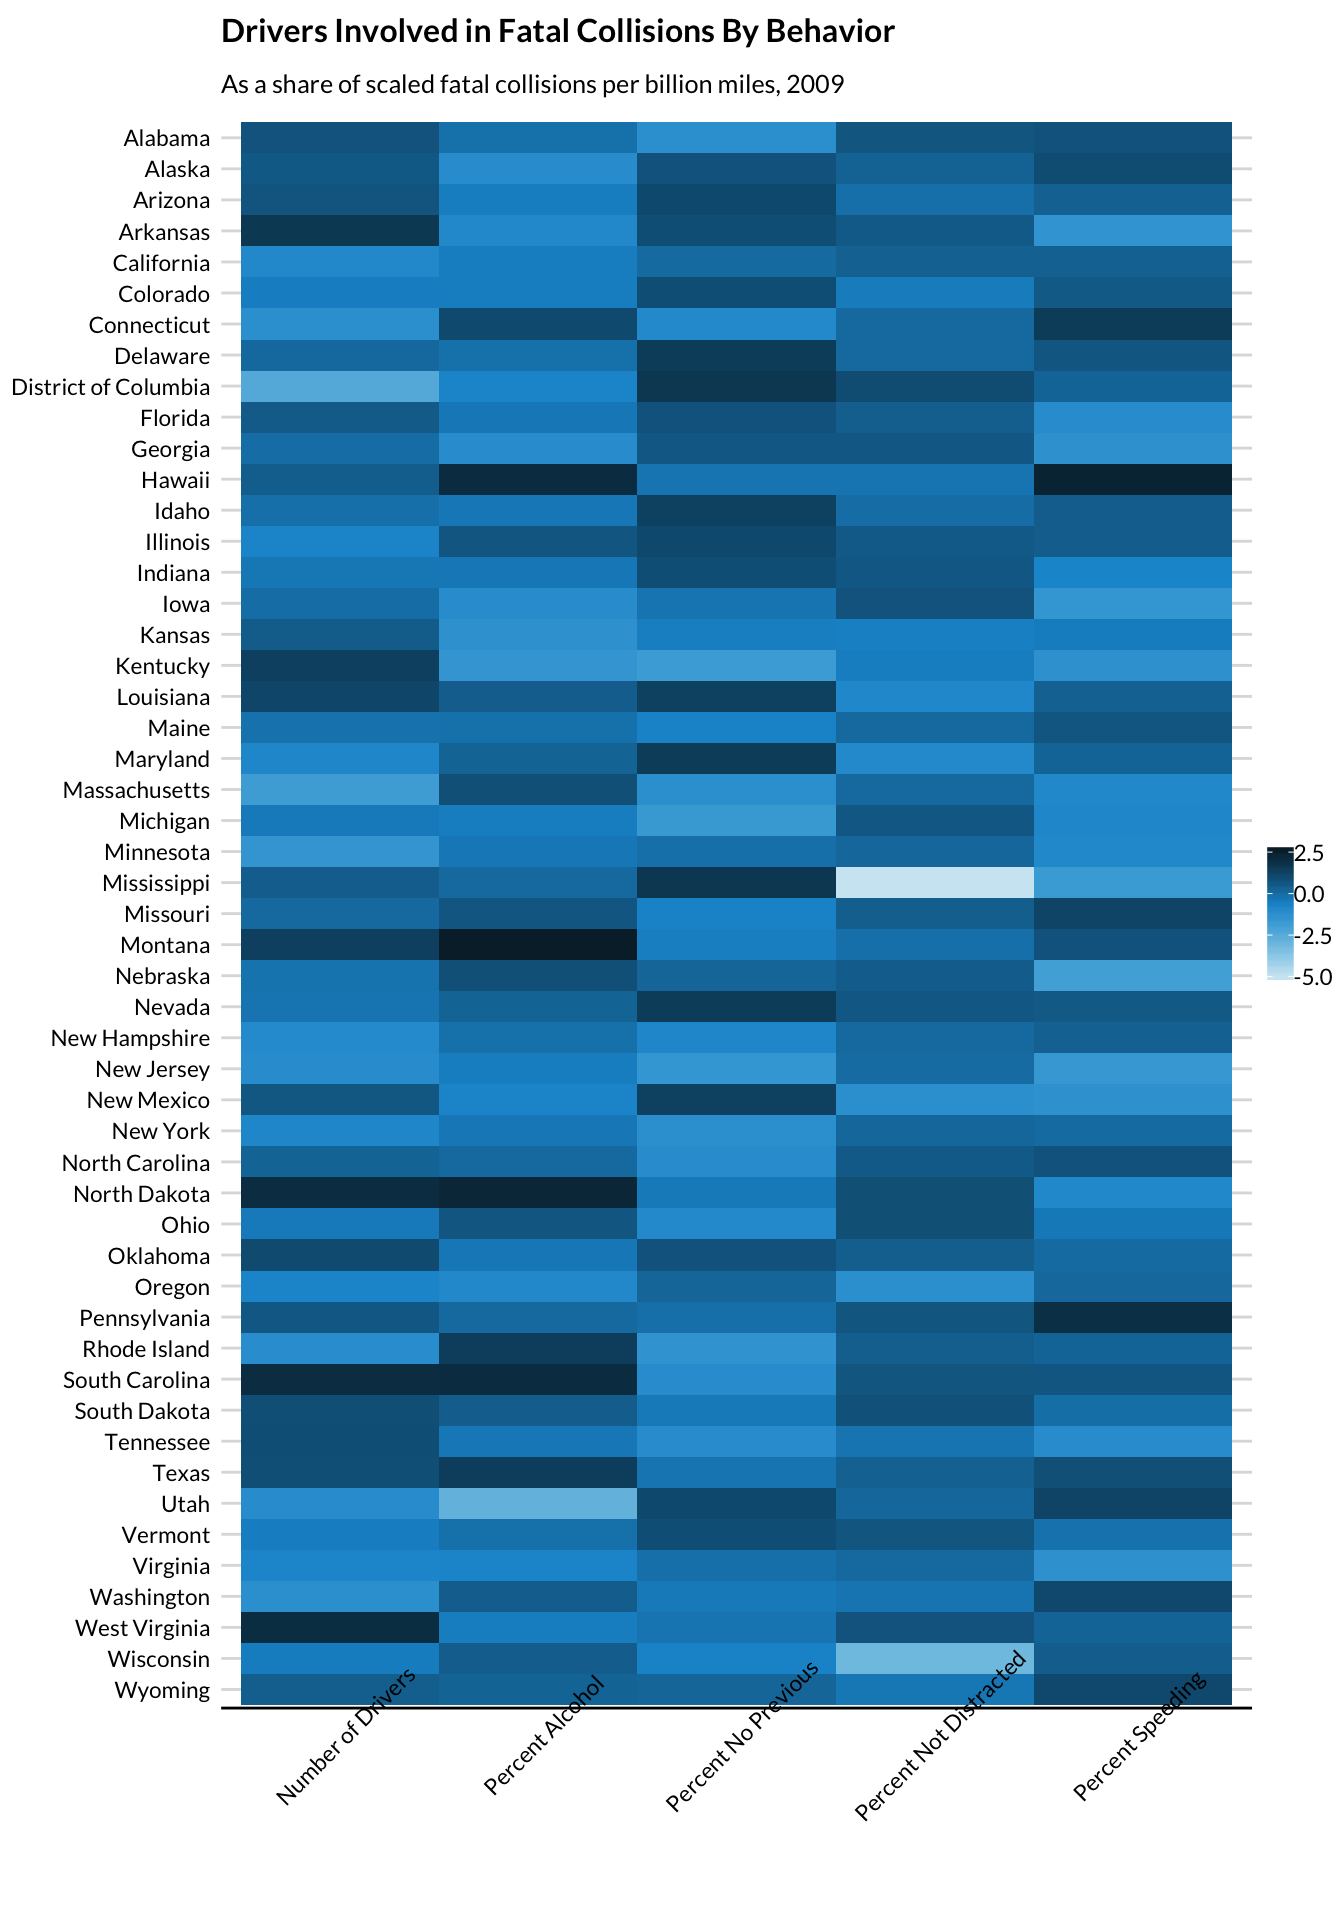 Drivers Involved in Fatal Collisions By Behavior
As a share of scaled fatal collisions per billion miles, 2009
Alabama
Alaska
Arizona
Arkansas
California
Colorado
Connecticut
Delaware
District of Columbia
Florida
Georgia
Hawaii
Idaho
Illinois
Indiana
Iowa
Kansas
Kentucky
Louisiana
Maine
Maryland
Massachusetts
Michigan
Minnesota
Mississippi
Missouri
Montana
Nebraska
Nevada
New Hampshire
New Jersey
New Mexico
New York
North Carolina
North Dakota
Ohio
Oklahoma
Oregon
Pennsylvania
Rhode Island
South Carolina
South Dakota
Tennessee
Texas
Utah
Vermont
Virginia
Washington
West Virginia
Wisconsin
Wyoming
Number of Drivers
Percent Alcohol
Percent No Previous
Percent Not Distracted
Percent Speeding
2.5
0.0
-2.5
-5.0